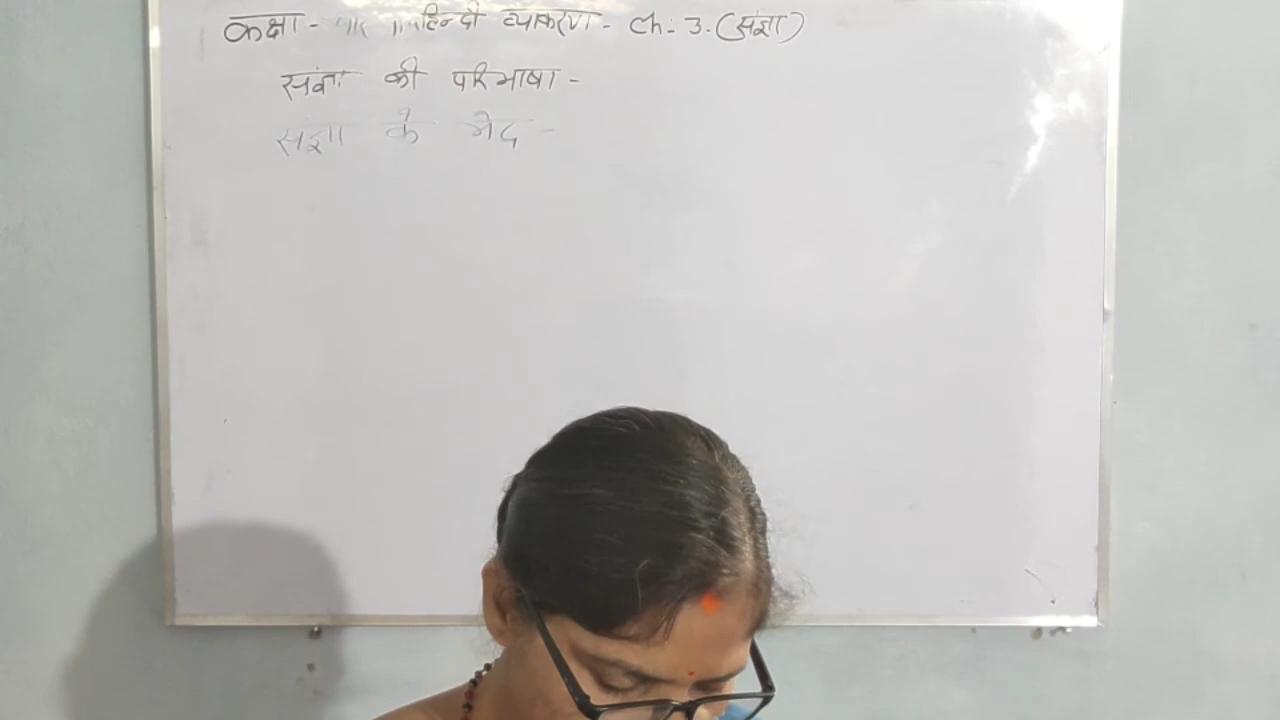 कक्षा - चार हिन्दी व्याकरण - Ch: 3. (संज्ञा)
संज्ञा की परिभाषा -
संज्ञा के भेद -